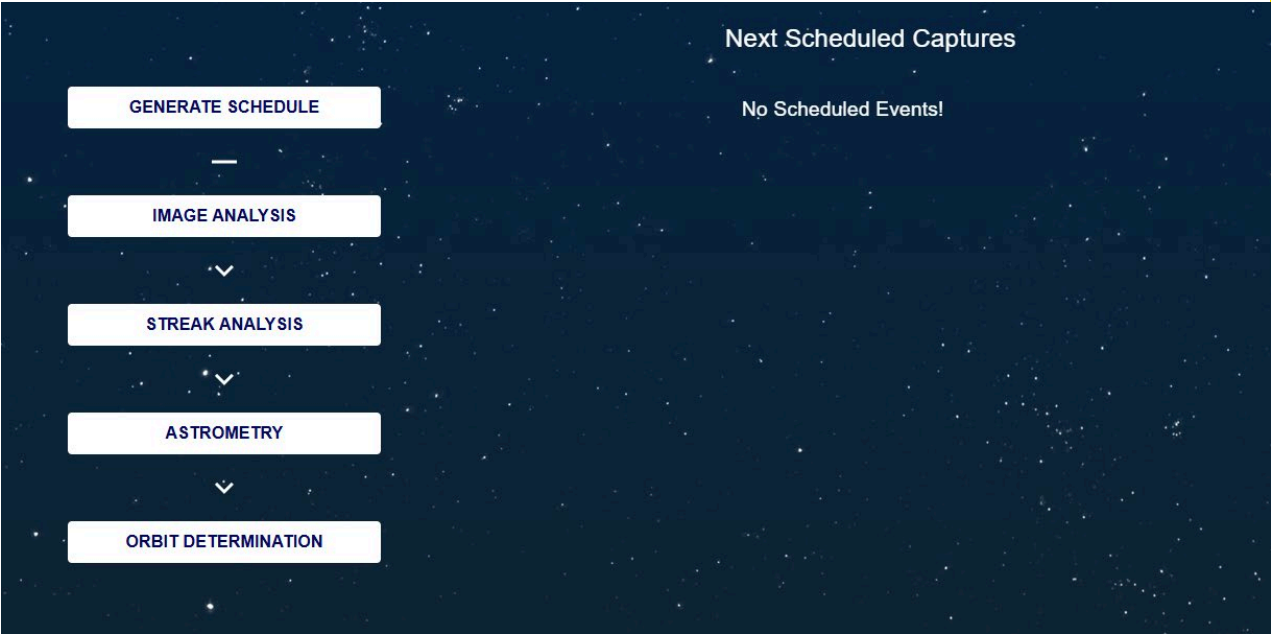 Next Scheduled Captures
GENERATE SCHEDULE
No Scheduled Events!
IMAGE ANALYSIS
STREAK ANALYSIS
ASTROMETRY
ORBIT DETERMINATION